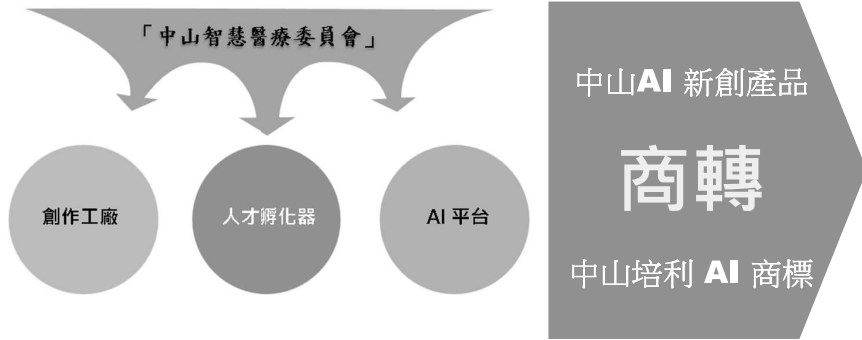 「中山智慧醫療委員會」
創作工廠
人才孵化器
AI 平台
中山AI 新創產品
商轉
中山培利 AI 商標